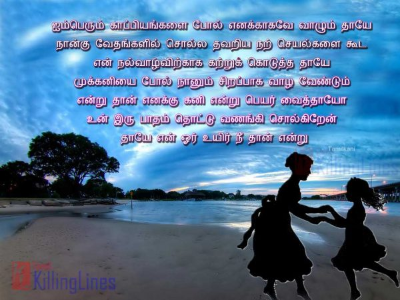 ஐம்பெரும் காப்பியங்களை போல் எனக்காகவே வாழும் தாயே
நானகு வேதங்களில் சொல்ல தவறிய நற் செயல்களை கூட
என் நல்வாழ்விற்காக கற்றுக் கொடுத்த தாயே
முக்கனியை போல் நானும் சிறப்பாக வாழ வேண்டும்
என்று தான் எனக்கு கனி என்று பெயர் வைத்தாயோ
உன் இரு பாதம் தொட்டு வணங்கி சொல்கிறேன்
தாயே என் ஒர் உயிர் நீ தான் என்று
KillingLines